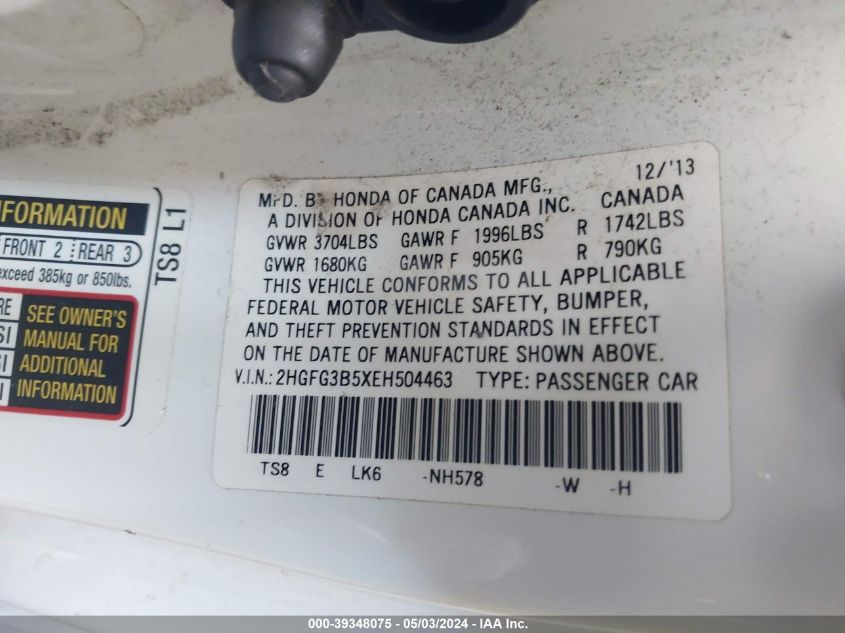 NFORMATION
FRONT 2 REAR 3
exceed 385kg or 850lbs.
SEE OWNER'S
MANUAL FOR
ADDITIONAL
INFORMATION
TS8 L1
12/'13
MFD. BY HONDA OF CANADA MFG.,
A DIVISION OF HONDA CANADA INC. CANADA
GVWR 3704LBS GAWR F 1996LBS R 1742LBS
GVWR 1680KG GAWR F 905KG R 790KG
THIS VEHICLE CONFORMS TO ALL APPLICABLE
FEDERAL MOTOR VEHICLE SAFETY, BUMPER,
AND THEFT PREVENTION STANDARDS IN EFFECT
ON THE DATE OF MANUFACTURE SHOWN ABOVE.
V.I.N.: 2HGFG3B5XEH504463 TYPE: PASSENGER CAR
TS8 E LK6 -NH578 -W -H
000-39348075 - 05/03/2024 - IAA Inc.